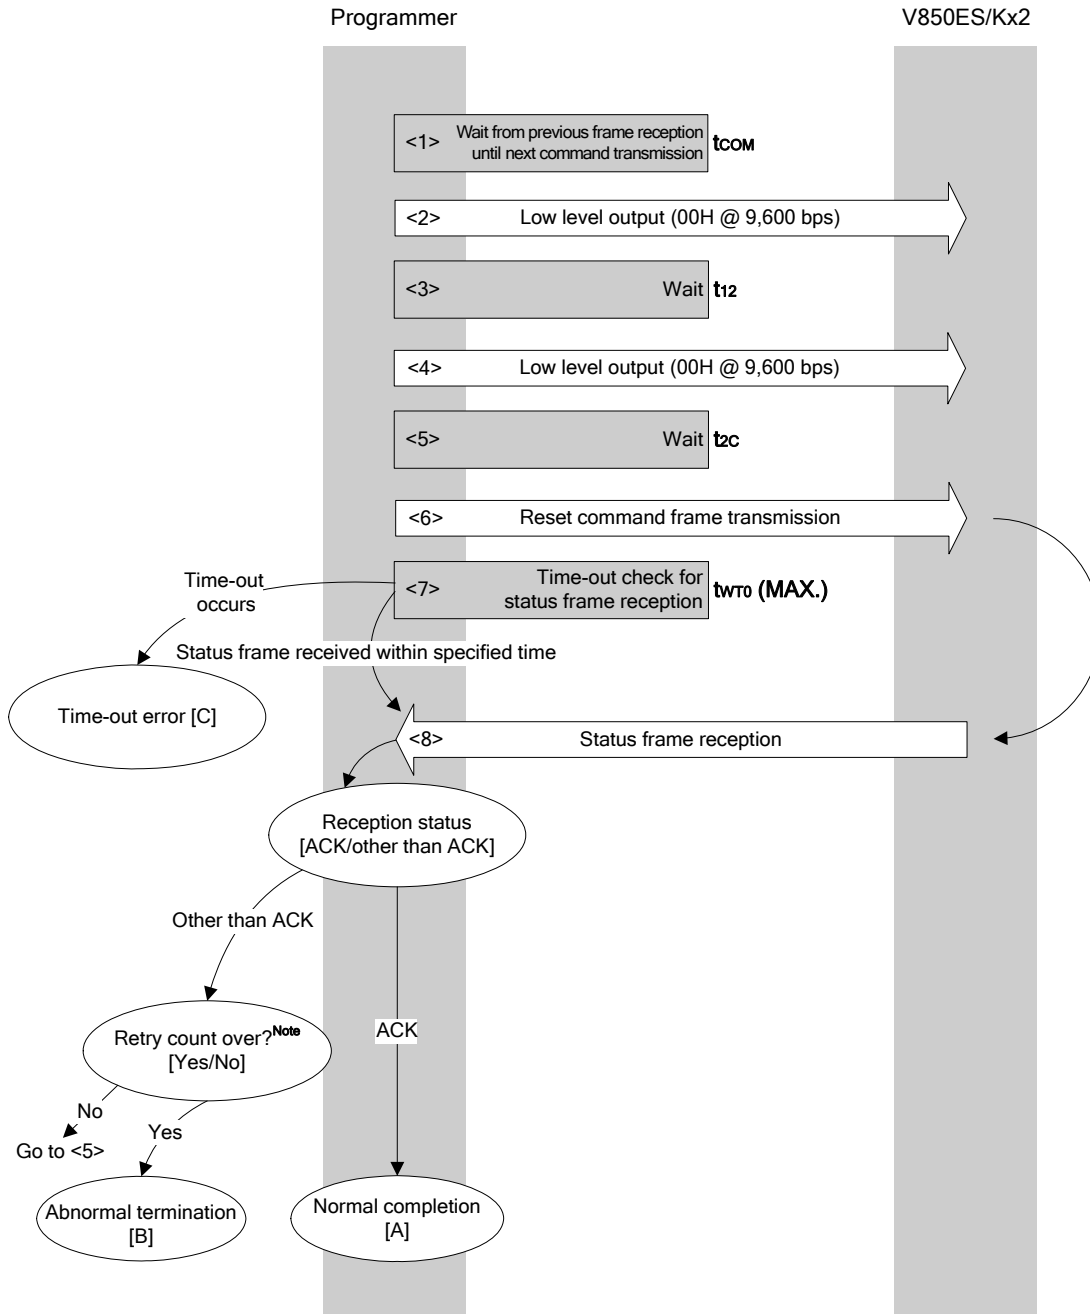 Programmer
V850ES/Kx2
<1> Wait from previous frame reception
until next command transmission
tCOM
<2> Low level output (00H @ 9,600 bps)
<3> Wait t12
<4> Low level output (00H @ 9,600 bps)
<5> Wait t2C
<6> Reset command frame transmission
<7> Time-out check for
status frame reception
tWT0 (MAX.)
Time-out
occurs
Status frame received within specified time
Time-out error [C]
<8> Status frame reception
Reception status
[ACK/other than ACK]
Other than ACK
ACK
Retry count over?Note
[Yes/No]
No
Go to <5>
Yes
Abnormal termination
[B]
Normal completion
[A]